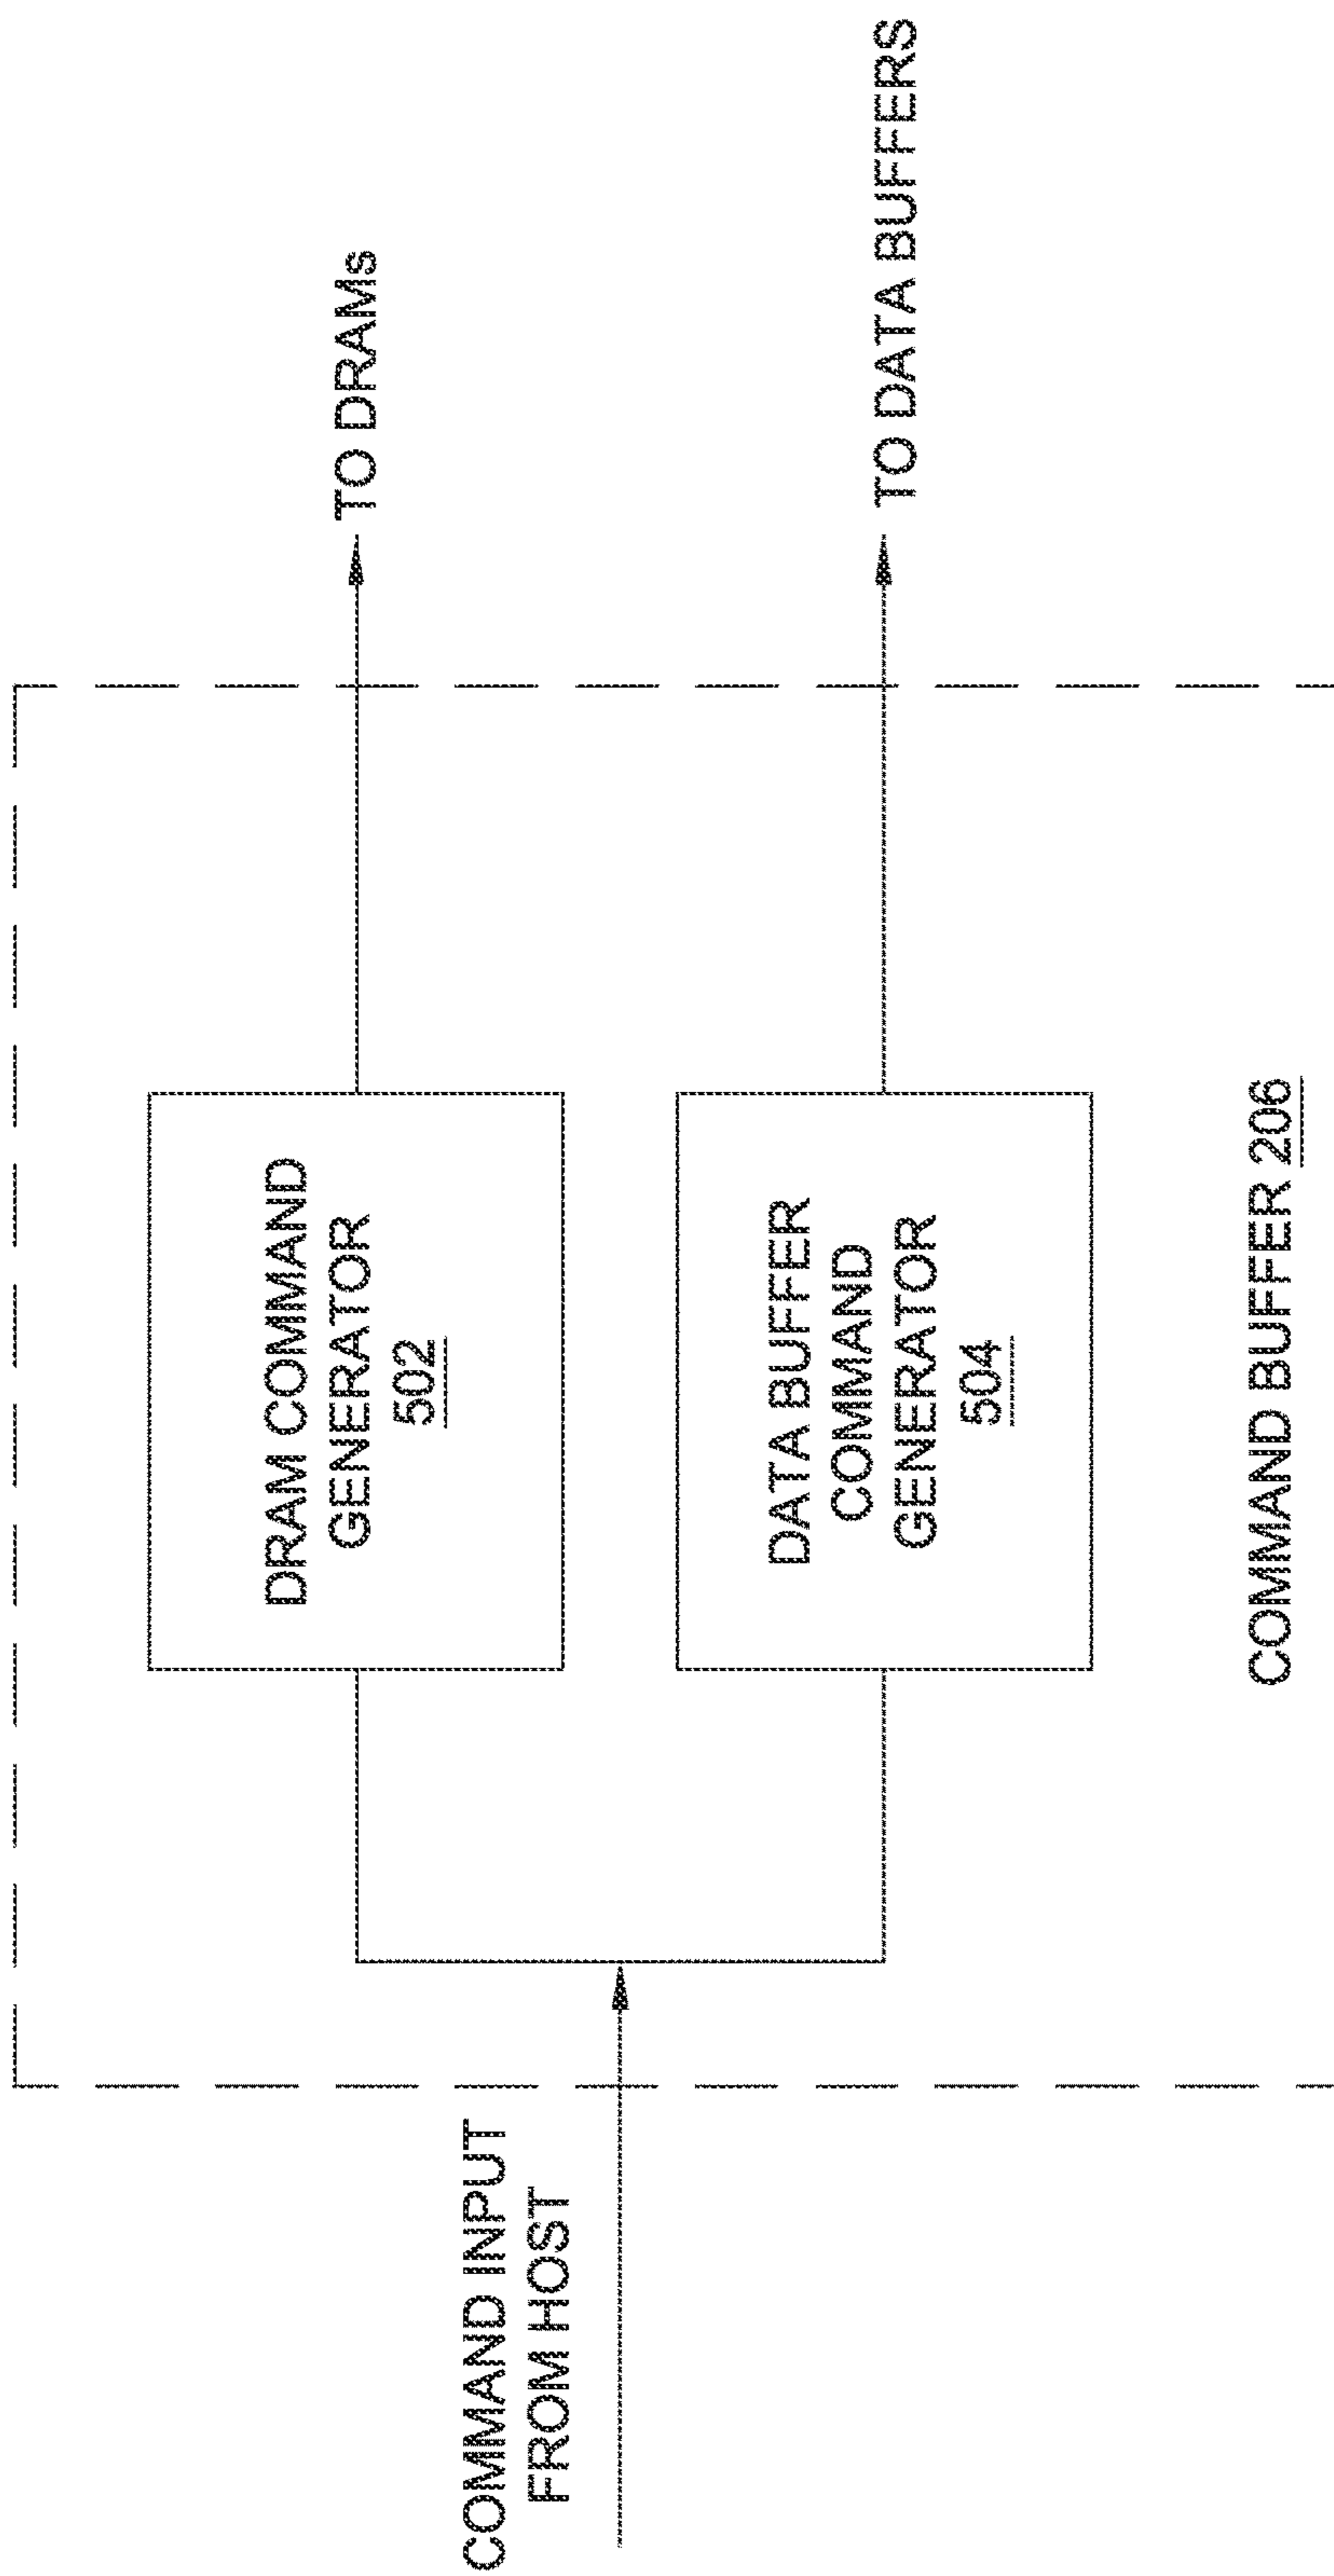 COMMAND INPUT
FROM HOST
DRAM COMMAND
GENERATOR
502
DATA BUFFER
COMMAND
GENERATOR
504
TO DRAMs
TO DATA BUFFERS
COMMAND BUFFER 206